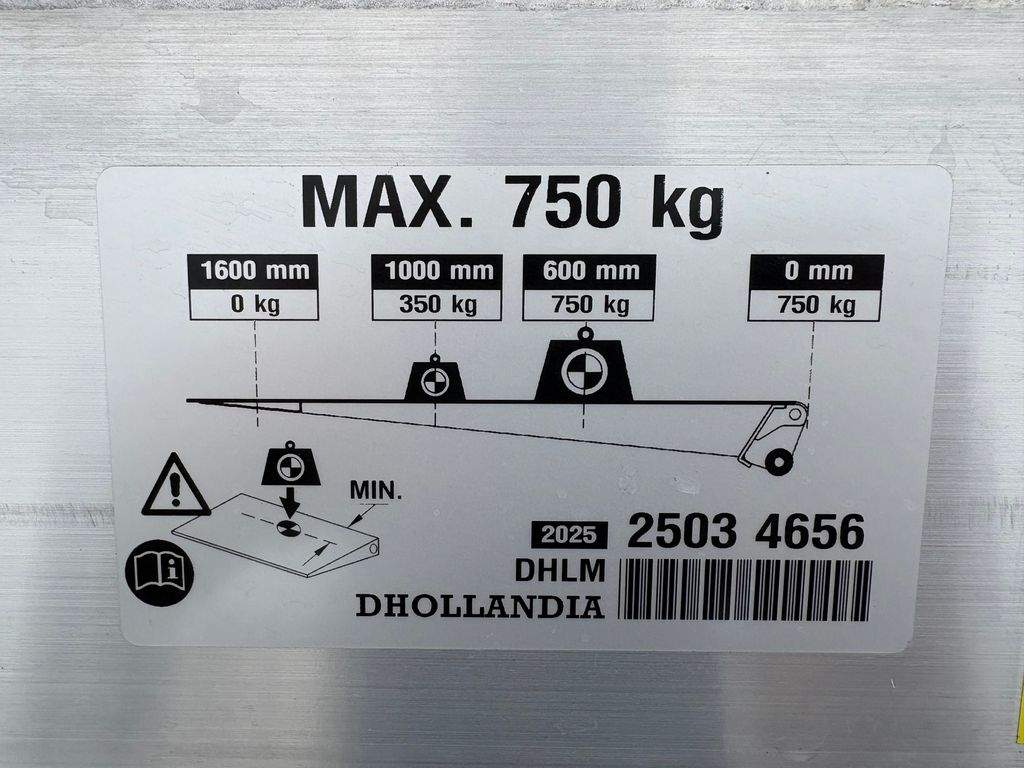 MAX. 750 kg
1600 mm 1000 mm 600 mm 0 mm
0 kg 350 kg 750 kg 750 kg
MIN.
2025 2503 4656
DHLM
DHOLLANDIA